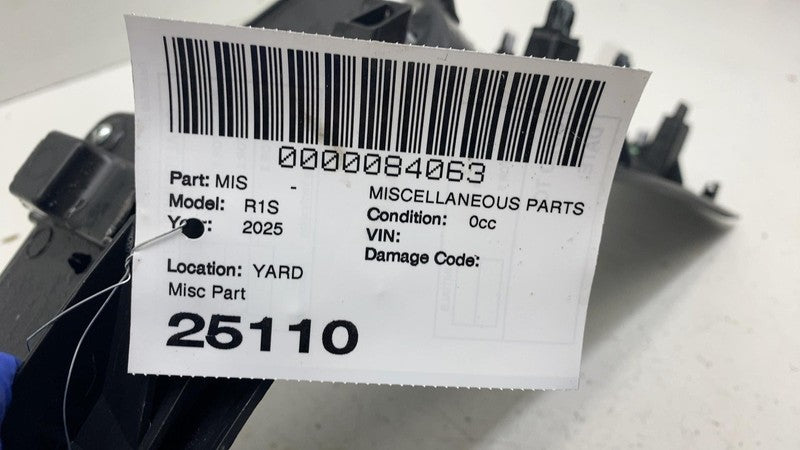 0000084063
Part: MIS - MISCELLANEOUS PARTS
Model: R1S Condition: 0cc
Year: 2025 VIN:
Damage Code:
Location: YARD
Misc Part
25110